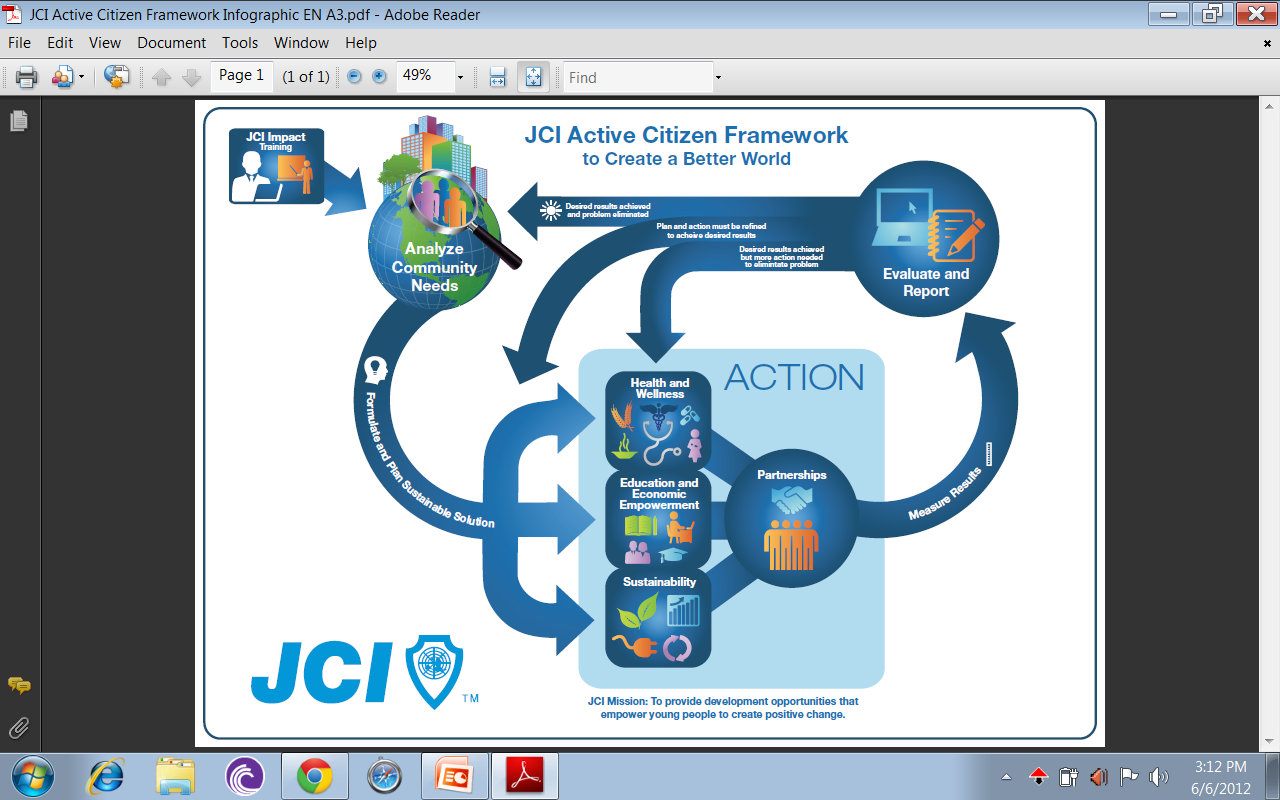 JCI Active Citizen Framework Infographic EN A3.pdf - Adobe Reader
File Edit View Document Tools Window Help
Page 1 (1 of 1) 49% Find
JCI Impact
Training
JCI Active Citizen Framework
to Create a Better World
Analyze
Community
Needs
Desired results achieved
and problem eliminated
Plan and action must be refined
to acheive desired results
Desired results achieved
but more action needed
to elimintate problem
Evaluate and
Report
Formulate and Plan Sustainable Solution
ACTION
Health and
Wellness
Education and
Economic
Empowerment
Sustainability
Partnerships
Measure Results
JCI
TM
JCI Mission: To provide development opportunities that
empower young people to create positive change.
3:12 PM
6/6/2012